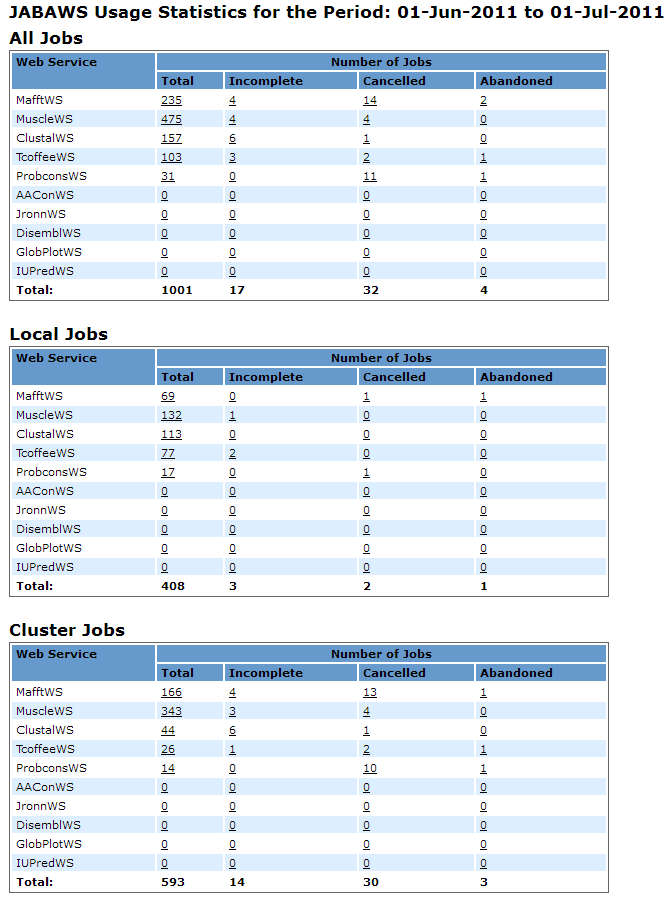 JABAWS Usage Statistics for the Period: 01-Jun-2011 to 01-Jul-2011
All Jobs
Web Service Number of Jobs
Total Incomplete Cancelled Abandoned
MafftWS 235 4 14 2
MuscleWS 475 4 4 0
ClustalWS 157 6 1 0
TcoffeeWS 103 3 2 1
ProbconsWS 31 0 11 1
AAConWS 0 0 0 0
JronnWS 0 0 0 0
DisemblWS 0 0 0 0
GlobPlotWS 0 0 0 0
IUPredWS 0 0 0 0
Total: 1001 17 32 4
Local Jobs
Web Service Number of Jobs
Total Incomplete Cancelled Abandoned
MafftWS 69 0 1 1
MuscleWS 132 1 0 0
ClustalWS 113 0 0 0
TcoffeeWS 77 2 0 0
ProbconsWS 17 0 1 0
AAConWS 0 0 0 0
JronnWS 0 0 0 0
DisemblWS 0 0 0 0
GlobPlotWS 0 0 0 0
IUPredWS 0 0 0 0
Total: 408 3 2 1
Cluster Jobs
Web Service Number of Jobs
Total Incomplete Cancelled Abandoned
MafftWS 166 4 13 1
MuscleWS 343 3 4 0
ClustalWS 44 6 1 0
TcoffeeWS 26 1 2 1
ProbconsWS 14 0 10 1
AAConWS 0 0 0 0
JronnWS 0 0 0 0
DisemblWS 0 0 0 0
GlobPlotWS 0 0 0 0
IUPredWS 0 0 0 0
Total: 593 14 30 3